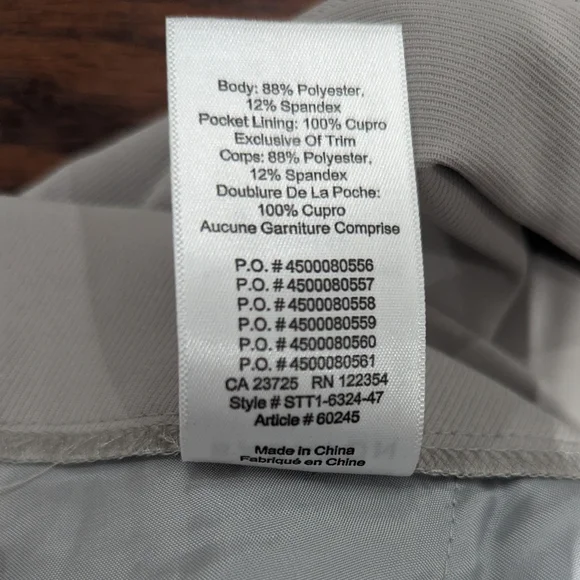 Body: 88% Polyester,
12% Spandex
Pocket Lining: 100% Cupro
Exclusive Of Trim
Corps: 88% Polyester,
12% Spandex
Doublure De La Poche:
100% Cupro
Aucune Garniture Comprise
P.O. # 4500080556
P.O. # 4500080557
P.O. # 4500080558
P.O. # 4500080559
P.O. # 4500080560
P.O. # 4500080561
CA 23725 RN 122354
Style # STT1-6324-47
Article # 60245
Made in China
Fabriqué en Chine